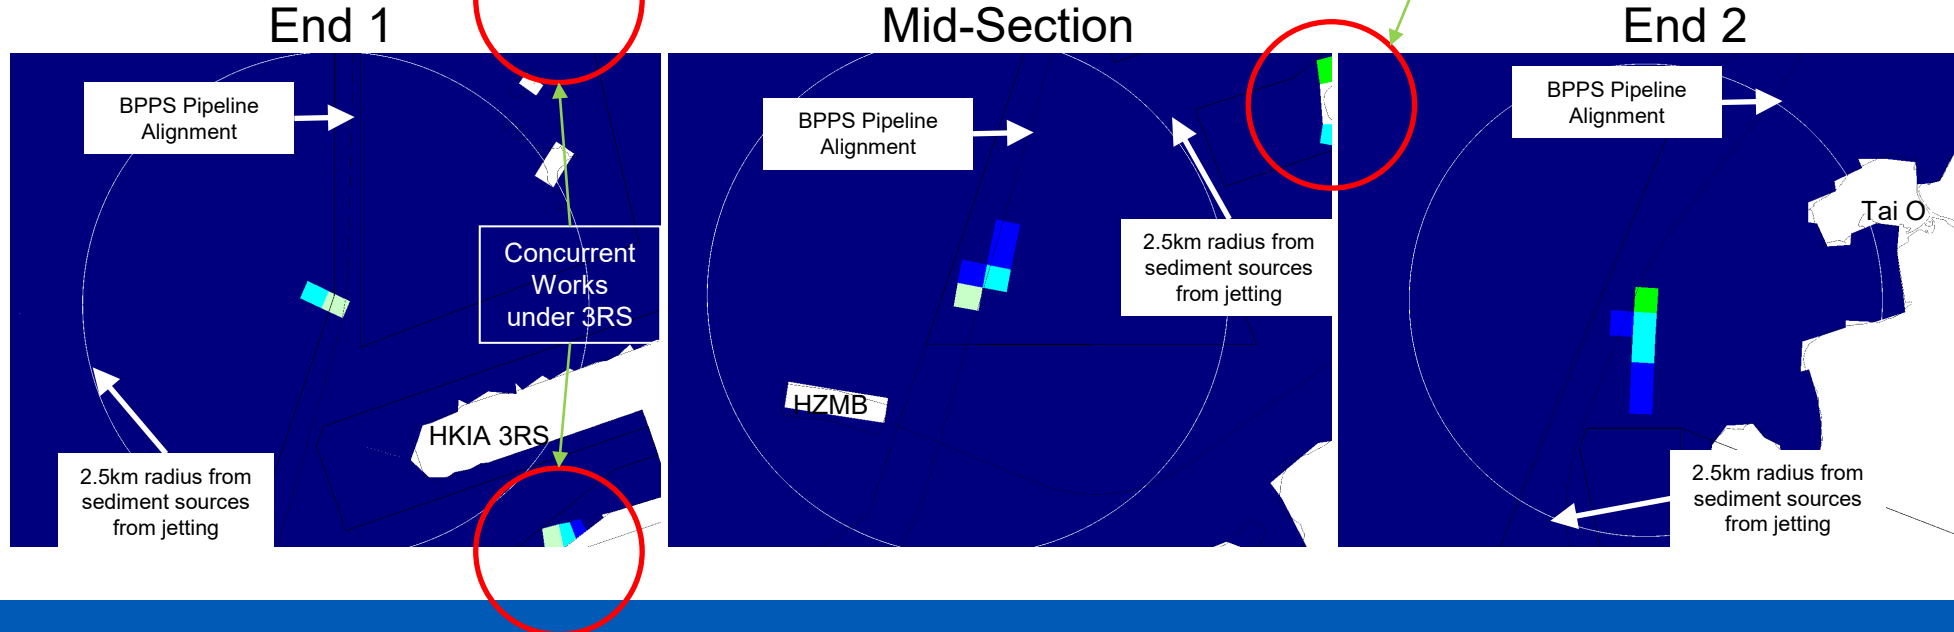 End 1
Mid-Section
End 2
BPPS Pipeline
Alignment
Concurrent
Works
under 3RS
HKIA 3RS
2.5km radius from
sediment sources
from jetting
BPPS Pipeline
Alignment
2.5km radius from
sediment sources
from jetting
HZMB
BPPS Pipeline
Alignment
Tai O
2.5km radius from
sediment sources
from jetting